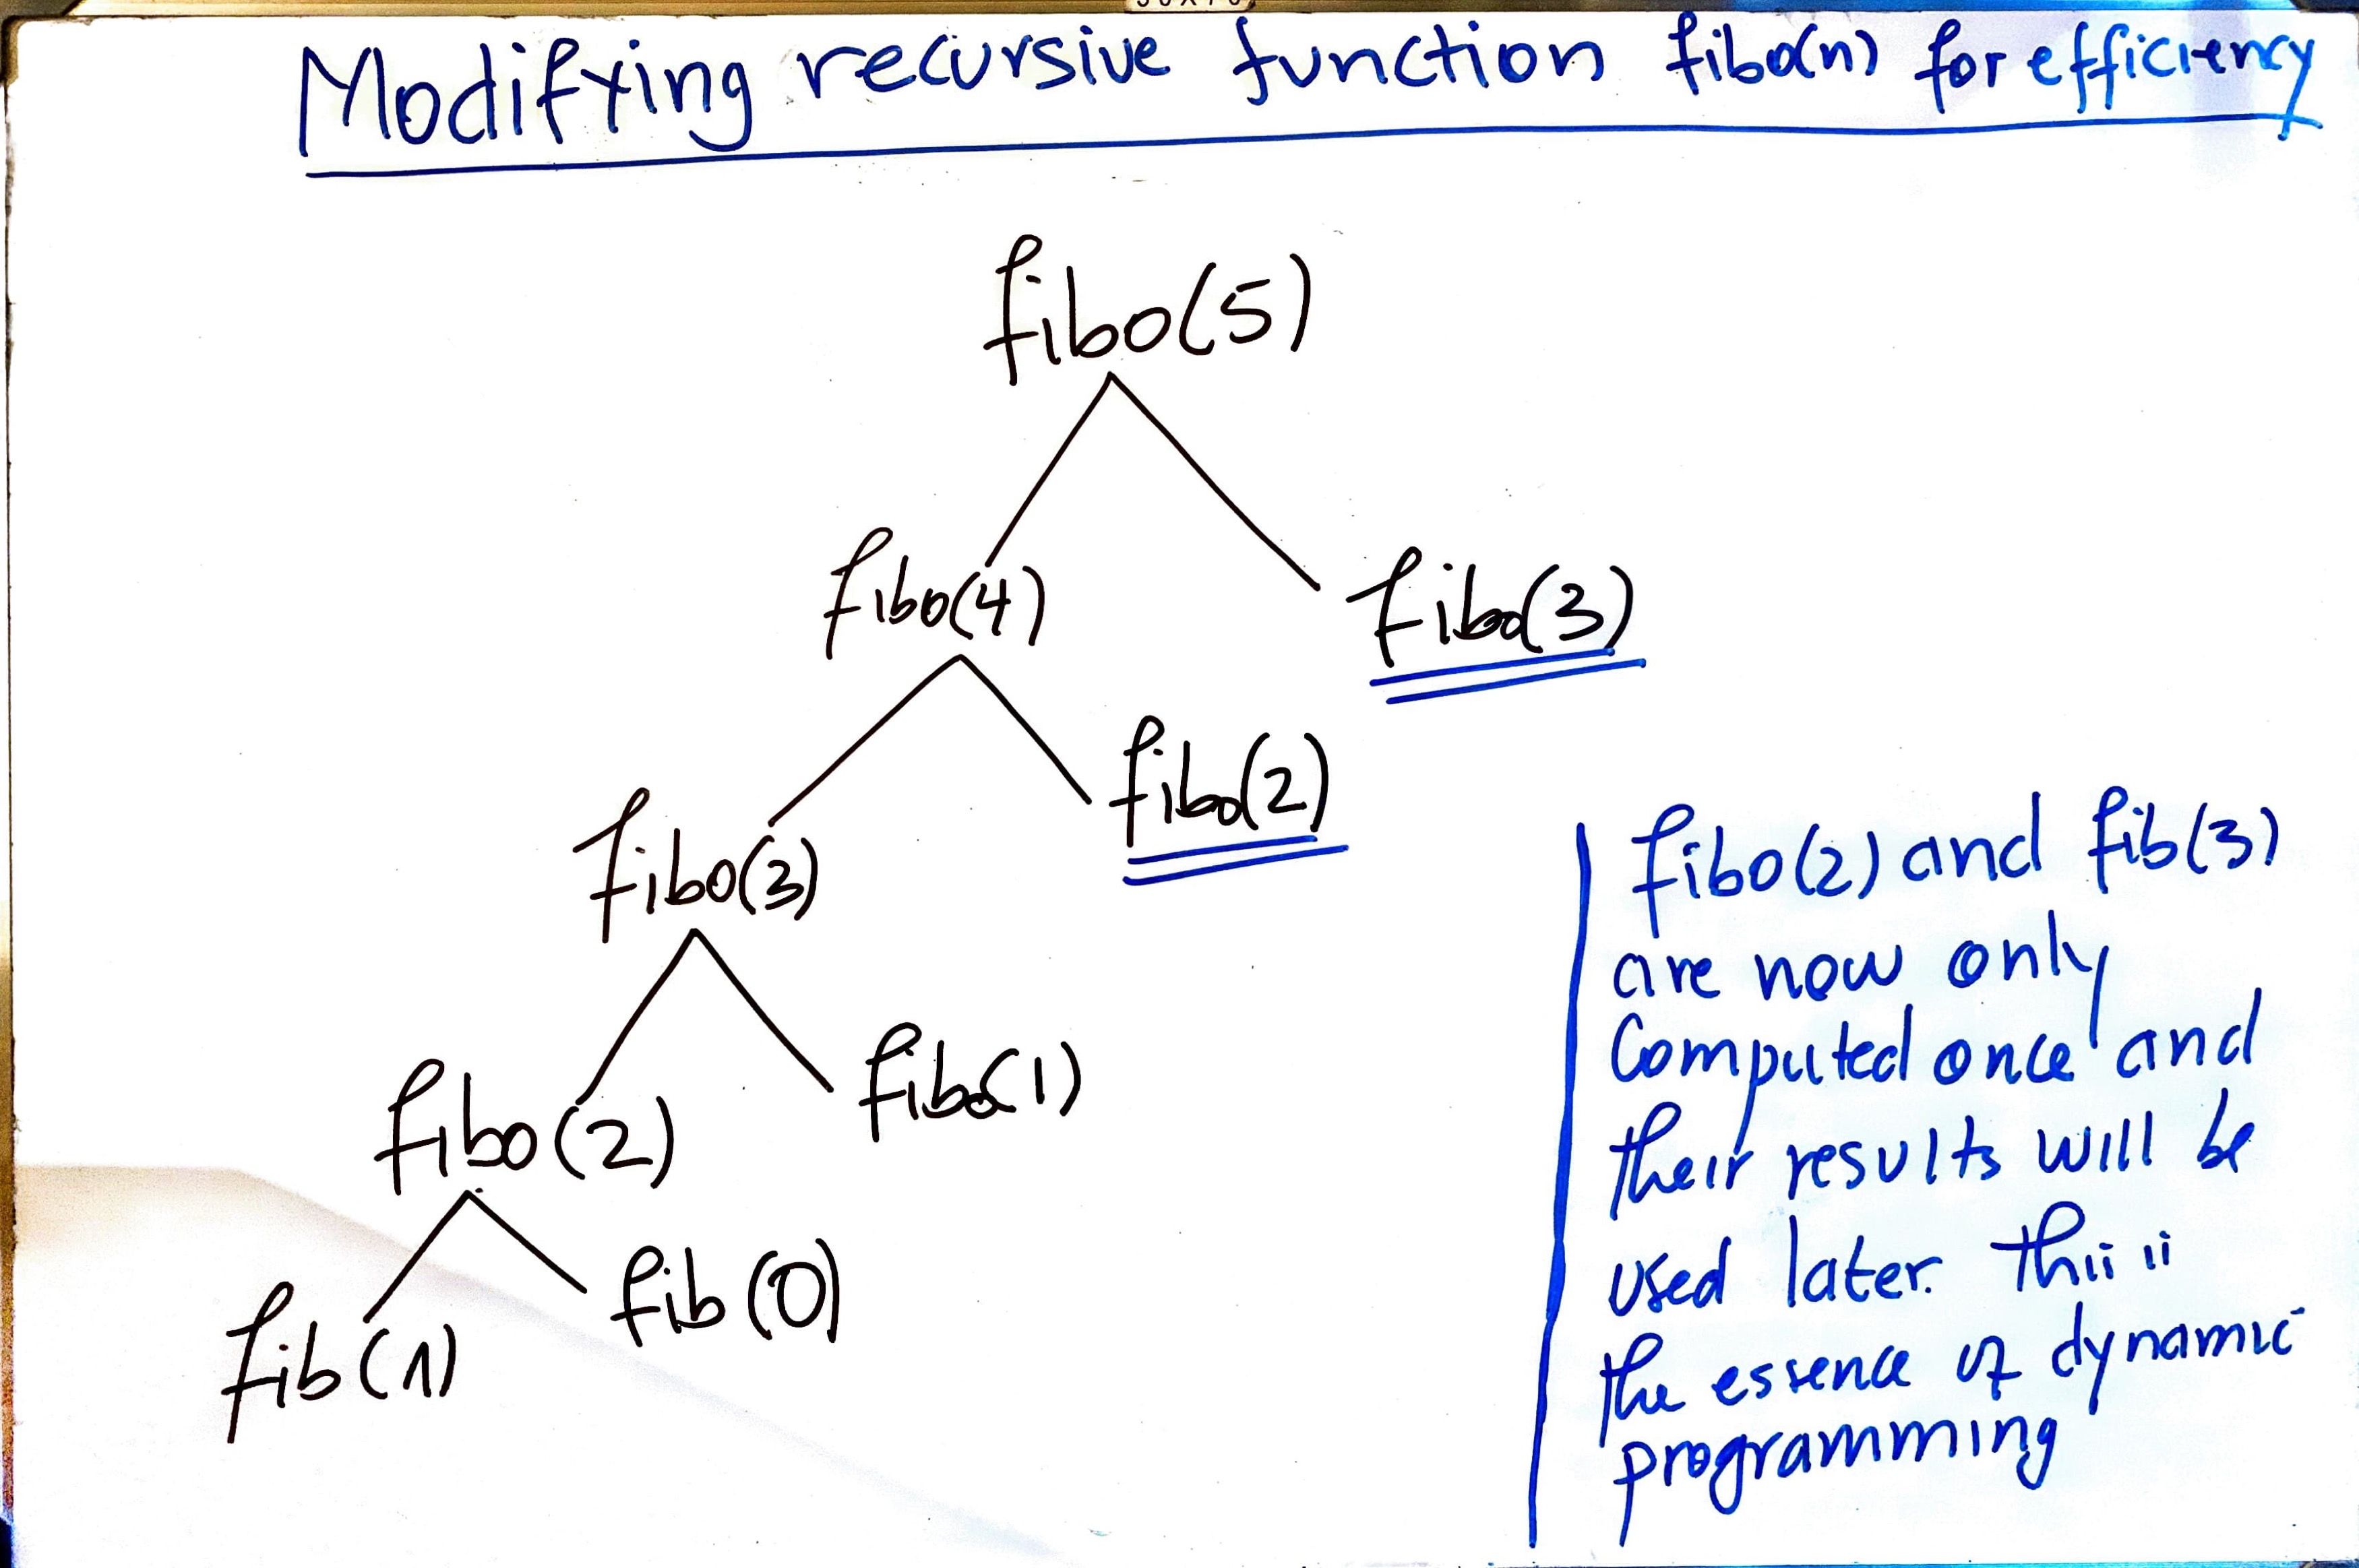 Modifying recursive function fibo(n) for efficiency
fibo(5)
fibo(4)
fibo(3)
fibo(3)
fibo(2)
fibo(2)
fibo(1)
fib(1)
fib(0)
fibo(2) and fib(3)
are now only
Computed once and
their results will be
used later. This is
the essence of dynamic
programming